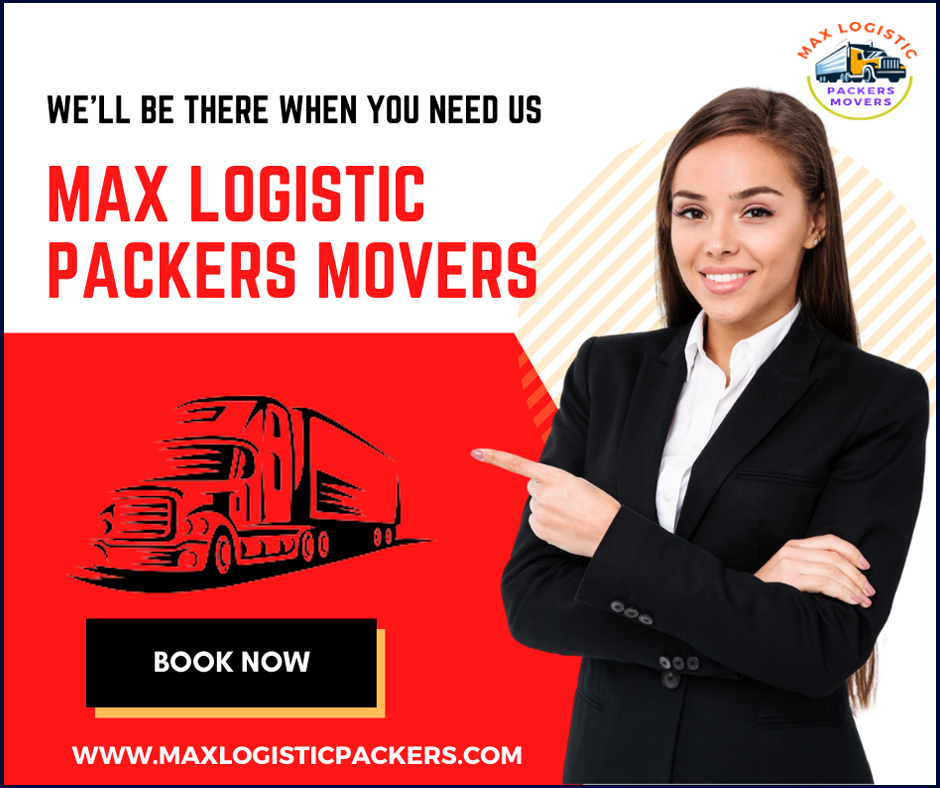 MAX LOGISTIC
PACKERS
MOVERS
WE'LL BE THERE WHEN YOU NEED US
MAX LOGISTIC
PACKERS MOVERS
BOOK NOW
WWW.MAXLOGISTICPACKERS.COM